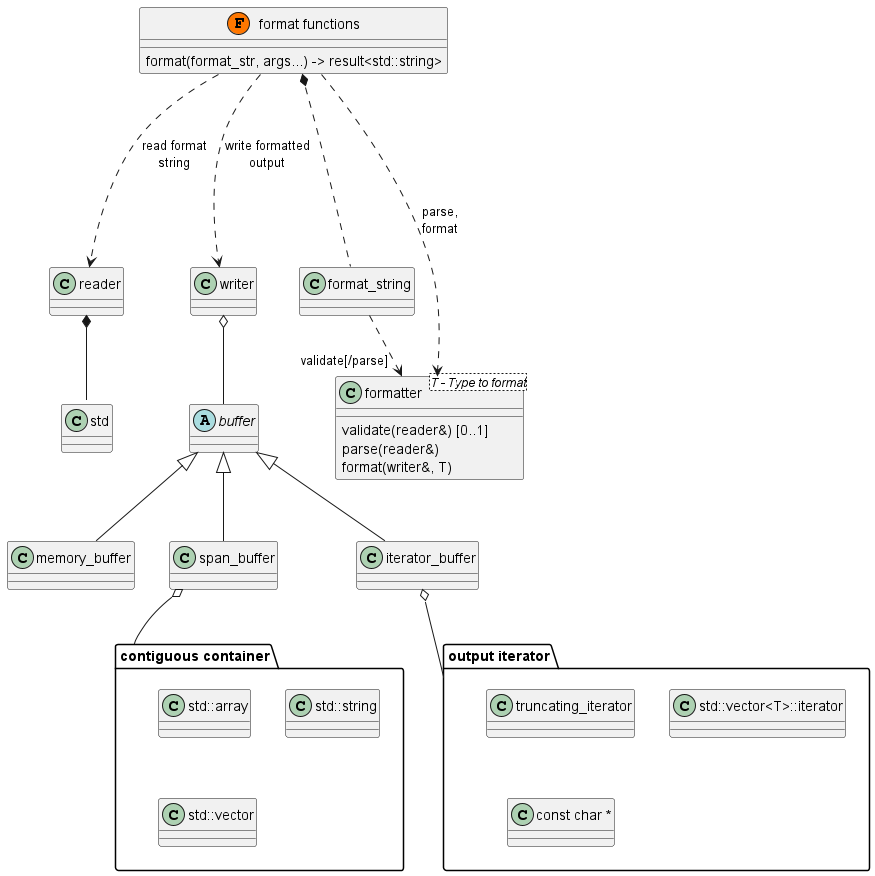 F format functions
format(format_str, args...) -> result<std::string>
read format
string
write formatted
output
parse,
format
C reader
C writer
C format_string
validate[/parse]
C formatter
T - Type to format
validate(reader&) [0..1]
parse(reader&)
format(writer&, T)
C std
A buffer
C memory_buffer
C span_buffer
C iterator_buffer
contiguous container
C std::array
C std::string
C std::vector
output iterator
C truncating_iterator
C std::vector<T>::iterator
C const char *